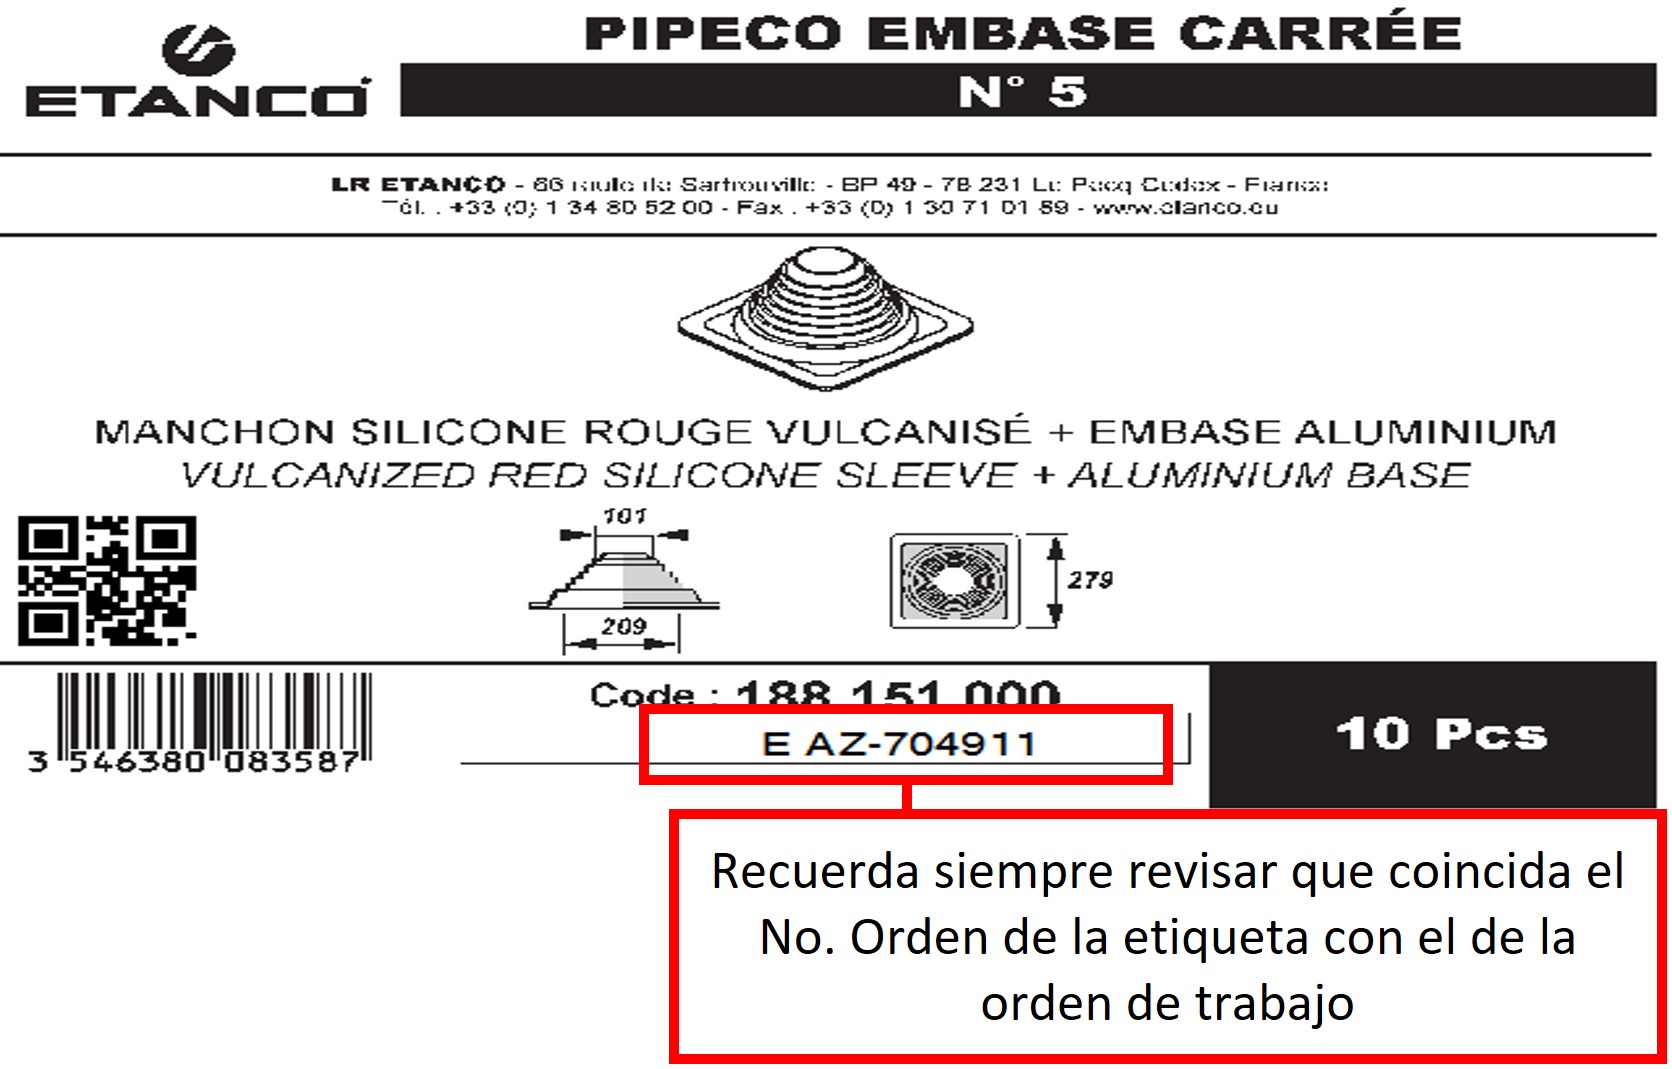 PIPECO EMBASE CARRÉE
ETANCO
N° 5
LR ETANCO - 66 route de Sartrouville - BP 49 - 78 231 Le Pecq Cedex - France
Tél. : +33 (0) 1 34 80 52 00 - Fax : +33 (0) 1 30 71 01 89 - www.etanco.eu
MANCHON SILICONE ROUGE VULCANISÉ + EMBASE ALUMINIUM
VULCANIZED RED SILICONE SLEEVE + ALUMINIUM BASE
101
279
209
Code : 188 151 000
E AZ-704911
10 Pcs
3 546380 083587
Recuerda siempre revisar que coincida el
No. Orden de la etiqueta con el de la
orden de trabajo